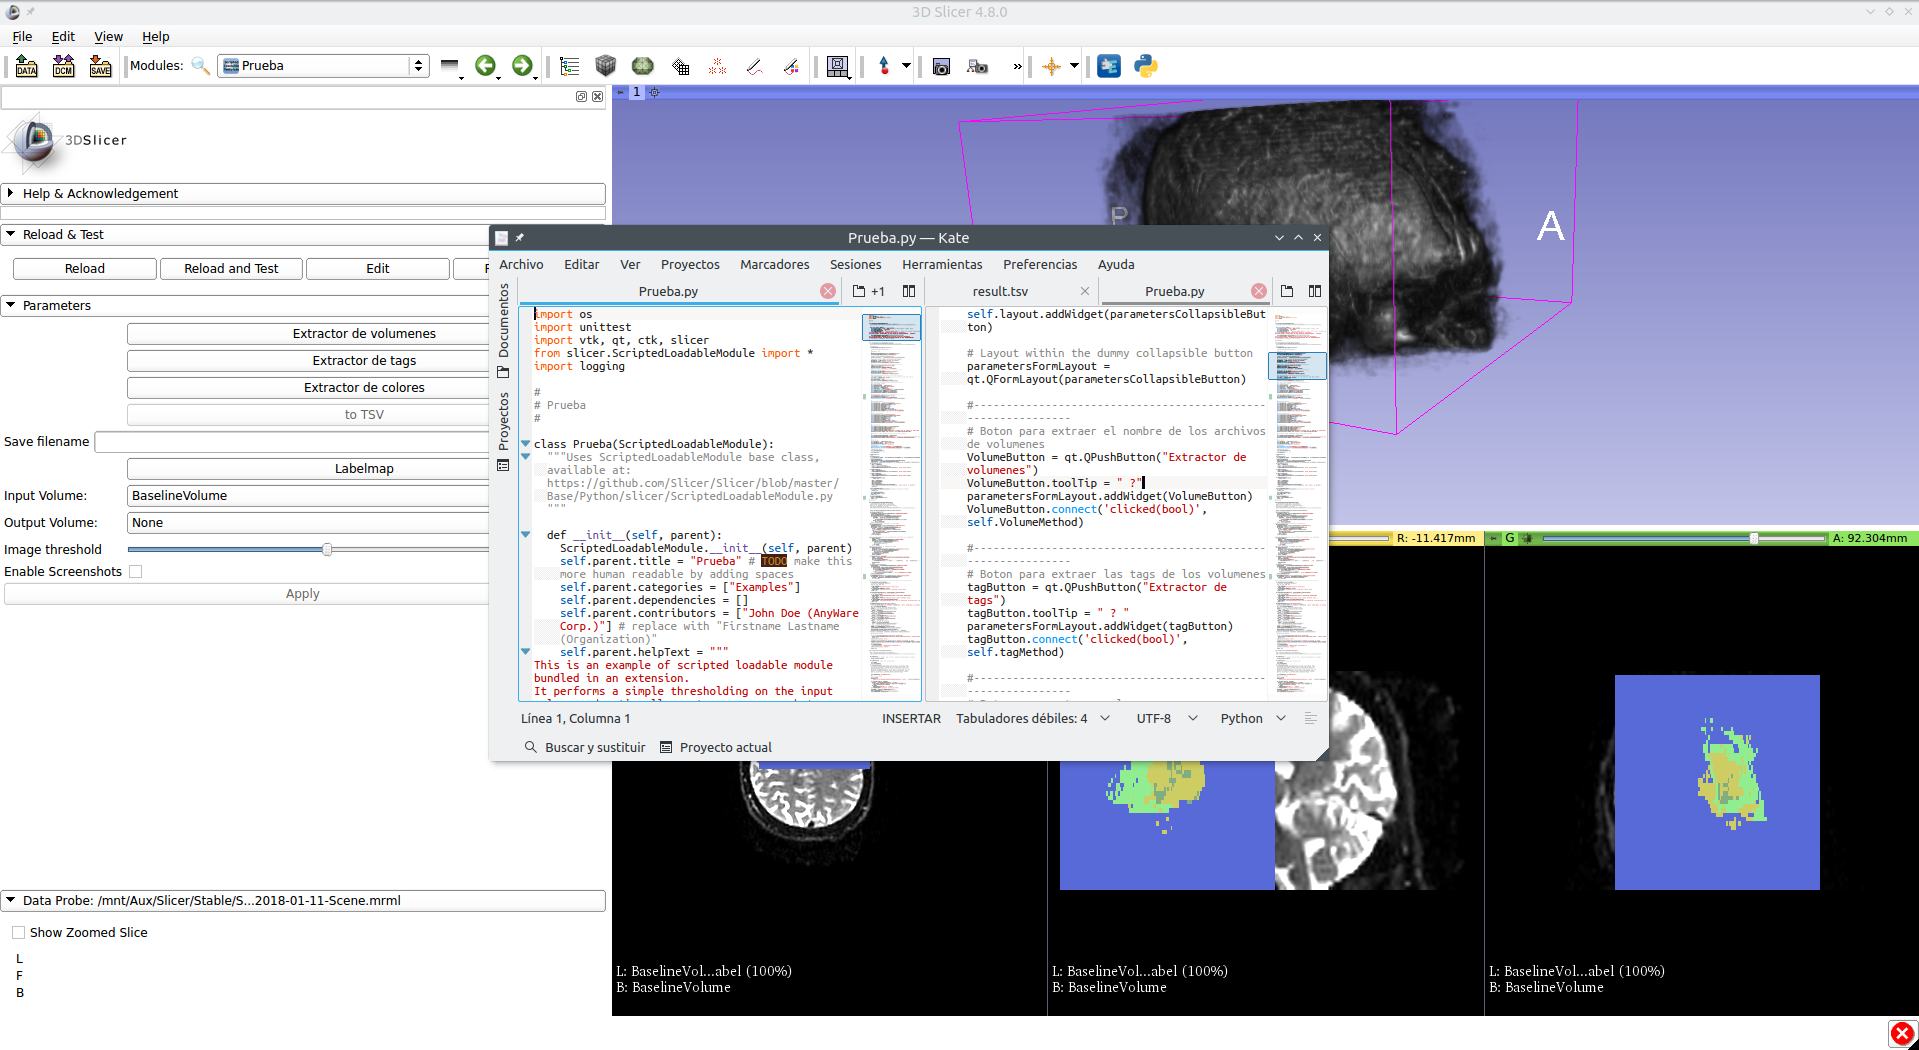 3D Slicer 4.8.0
File Edit View Help
DATA DCM SAVE Modules: Prueba
1
3DSlicer
Help & Acknowledgement
Reload & Test
Reload Reload and Test Edit
Parameters
Extractor de volumenes
Extractor de tags
Extractor de colores
to TSV
Save filename
Labelmap
Input Volume: BaselineVolume
Output Volume: None
Image threshold
Enable Screenshots
Apply
Data Probe: /mnt/Aux/Slicer/Stable/S...2018-01-11-Scene.mrml
Show Zoomed Slice
L
F
B
P
A
Prueba.py — Kate
Archivo Editar Ver Proyectos Marcadores Sesiones Herramientas Preferencias Ayuda
Documentos
Proyectos
Prueba.py +1
import os
import unittest
import vtk, qt, ctk, slicer
from slicer.ScriptedLoadableModule import *
import logging
#
# Prueba
#
class Prueba(ScriptedLoadableModule):
"""Uses ScriptedLoadableModule base class,
available at:
https://github.com/Slicer/Slicer/blob/master/
Base/Python/slicer/ScriptedLoadableModule.py
"""
def __init__(self, parent):
ScriptedLoadableModule.__init__(self, parent)
self.parent.title = "Prueba" # TODO make this
more human readable by adding spaces
self.parent.categories = ["Examples"]
self.parent.dependencies = []
self.parent.contributors = ["John Doe (AnyWare
Corp.)"] # replace with "Firstname Lastname
(Organization)"
self.parent.helpText = """
This is an example of scripted loadable module
bundled in an extension.
It performs a simple thresholding on the input
result.tsv Prueba.py
self.layout.addWidget(parametersCollapsibleBut
ton)
# Layout within the dummy collapsible button
parametersFormLayout =
qt.QFormLayout(parametersCollapsibleButton)
#---------------------------------------------
----------------
# Boton para extraer el nombre de los archivos
de volumenes
VolumeButton = qt.QPushButton("Extractor de
volumenes")
VolumeButton.toolTip = " ?"
parametersFormLayout.addWidget(VolumeButton)
VolumeButton.connect('clicked(bool)',
self.VolumeMethod)
#---------------------------------------------
----------------
# Boton para extraer las tags de los volumenes
tagButton = qt.QPushButton("Extractor de
tags")
tagButton.toolTip = " ? "
parametersFormLayout.addWidget(tagButton)
tagButton.connect('clicked(bool)',
self.tagMethod)
#---------------------------------------------
----------------
Línea 1, Columna 1 INSERTAR Tabuladores débiles: 4 UTF-8 Python
Buscar y sustituir Proyecto actual
R: -11.417mm
G A: 92.304mm
L: BaselineVol...abel (100%)
B: BaselineVolume
L: BaselineVol...abel (100%)
B: BaselineVolume
L: BaselineVol...abel (100%)
B: BaselineVolume